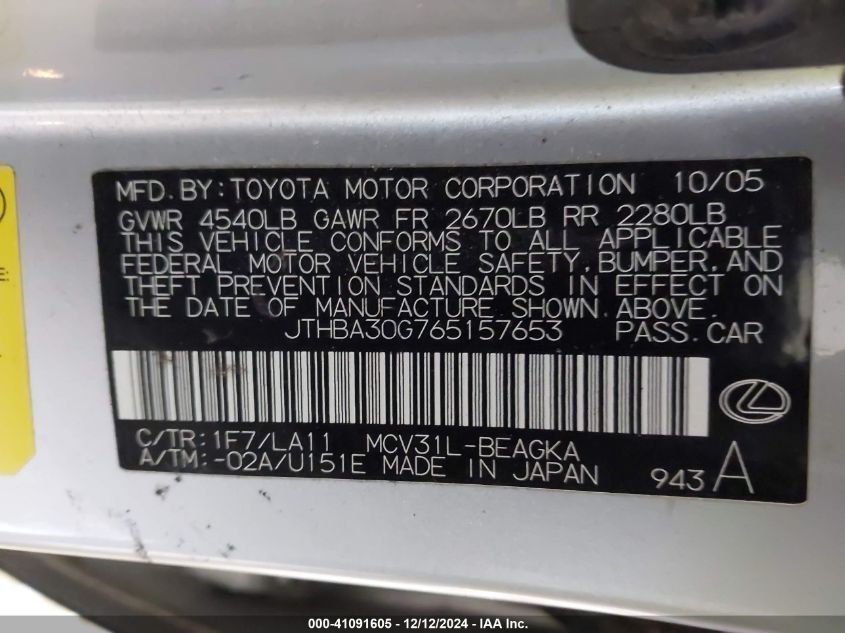 MFD.BY:TOYOTA MOTOR CORPORATION 10/05
GVWR 4540LB GAWR FR 2670LB RR 2280LB
THIS VEHICLE CONFORMS TO ALL APPLICABLE
FEDERAL MOTOR VEHICLE SAFETY,BUMPER,AND
THEFT PREVENTION STANDARDS IN EFFECT ON
THE DATE OF MANUFACTURE SHOWN ABOVE.
JTHBA30G765157653 PASS.CAR
C/TR:1F7/LA11 MCV31L-BEAGKA
A/TM:-02A/U151E MADE IN JAPAN 943 A
000-41091605 - 12/12/2024 - IAA Inc.